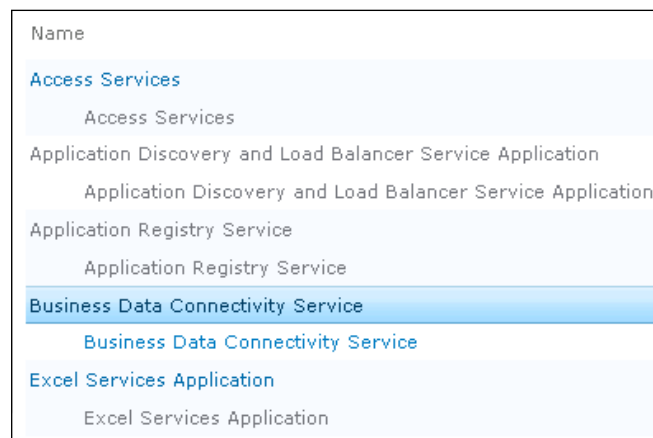 Name
Access Services
Access Services
Application Discovery and Load Balancer Service Application
Application Discovery and Load Balancer Service Application
Application Registry Service
Application Registry Service
Business Data Connectivity Service
Business Data Connectivity Service
Excel Services Application
Excel Services Application